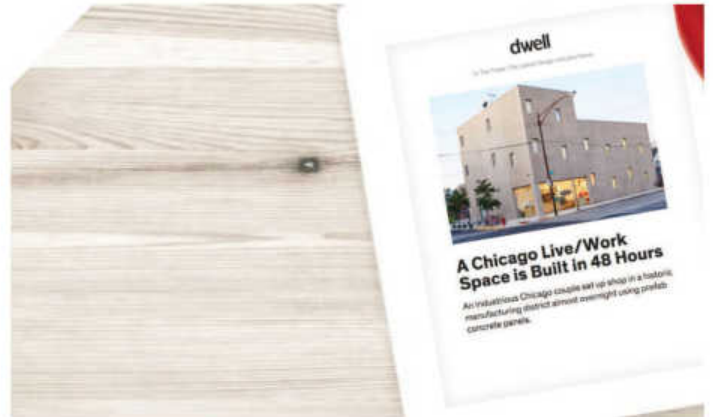 dwell
A Chicago Live/Work
Space is Built in 48 Hours
An industrious Chicago couple set up shop in a historic
manufacturing district almost overnight using prefab
concrete panels.